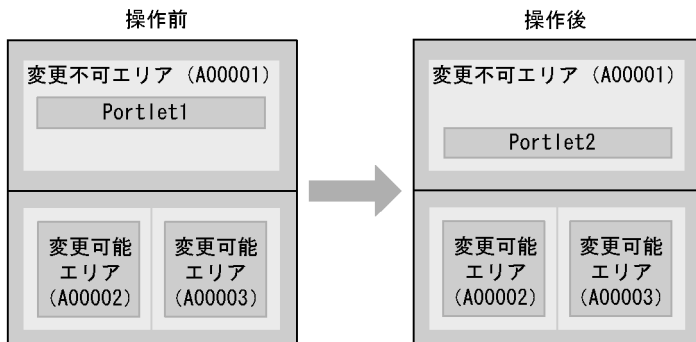 操作前
変更不可エリア (A00001)
Portlet1
変更可能
エリア
(A00002)
変更可能
エリア
(A00003)
操作後
変更不可エリア (A00001)
Portlet2
変更可能
エリア
(A00002)
変更可能
エリア
(A00003)